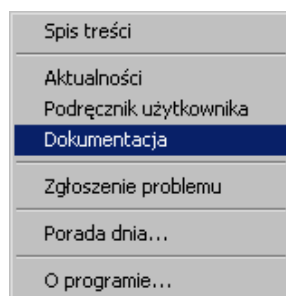 Spis treści
Aktualności
Podręcznik użytkownika
Dokumentacja
Zgłoszenie problemu
Porada dnia...
O programie...